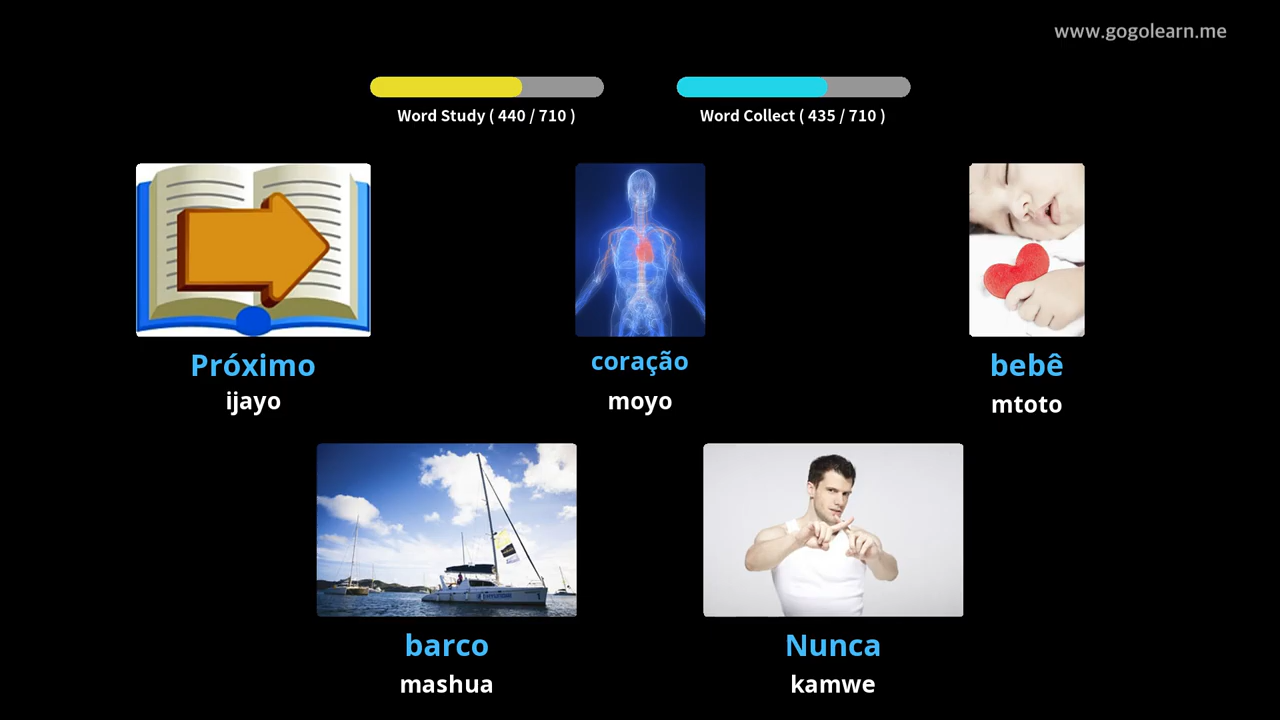 www.gogolearn.me
Word Study ( 440 / 710 )
Word Collect ( 435 / 710 )
Próximo
ijayo
coração
moyo
bebê
mtoto
barco
mashua
Nunca
kamwe